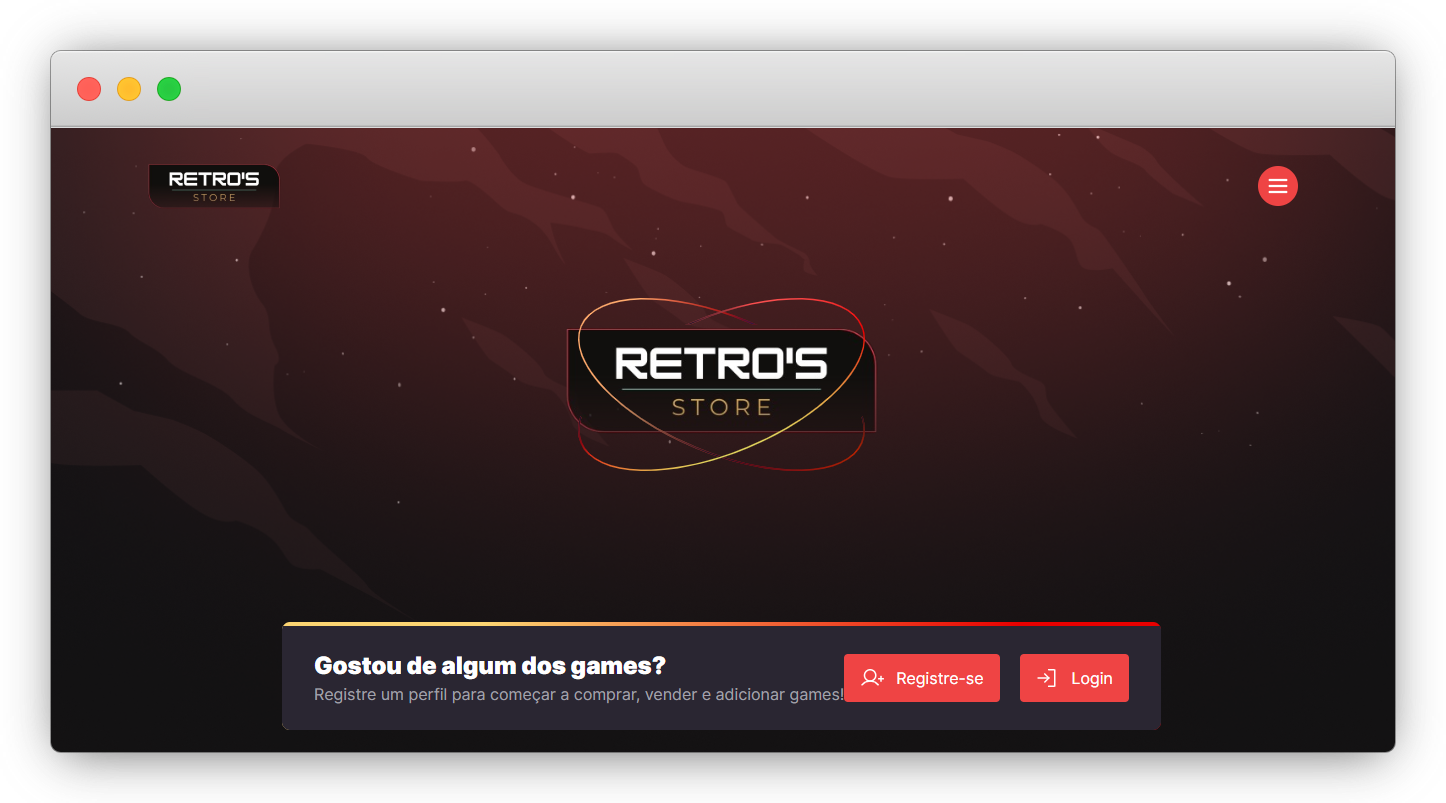 RETRO'S
STORE
RETRO'S
STORE
Gostou de algum dos games?
Registre um perfil para começar a comprar, vender e adicionar games!
Registre-se
Login